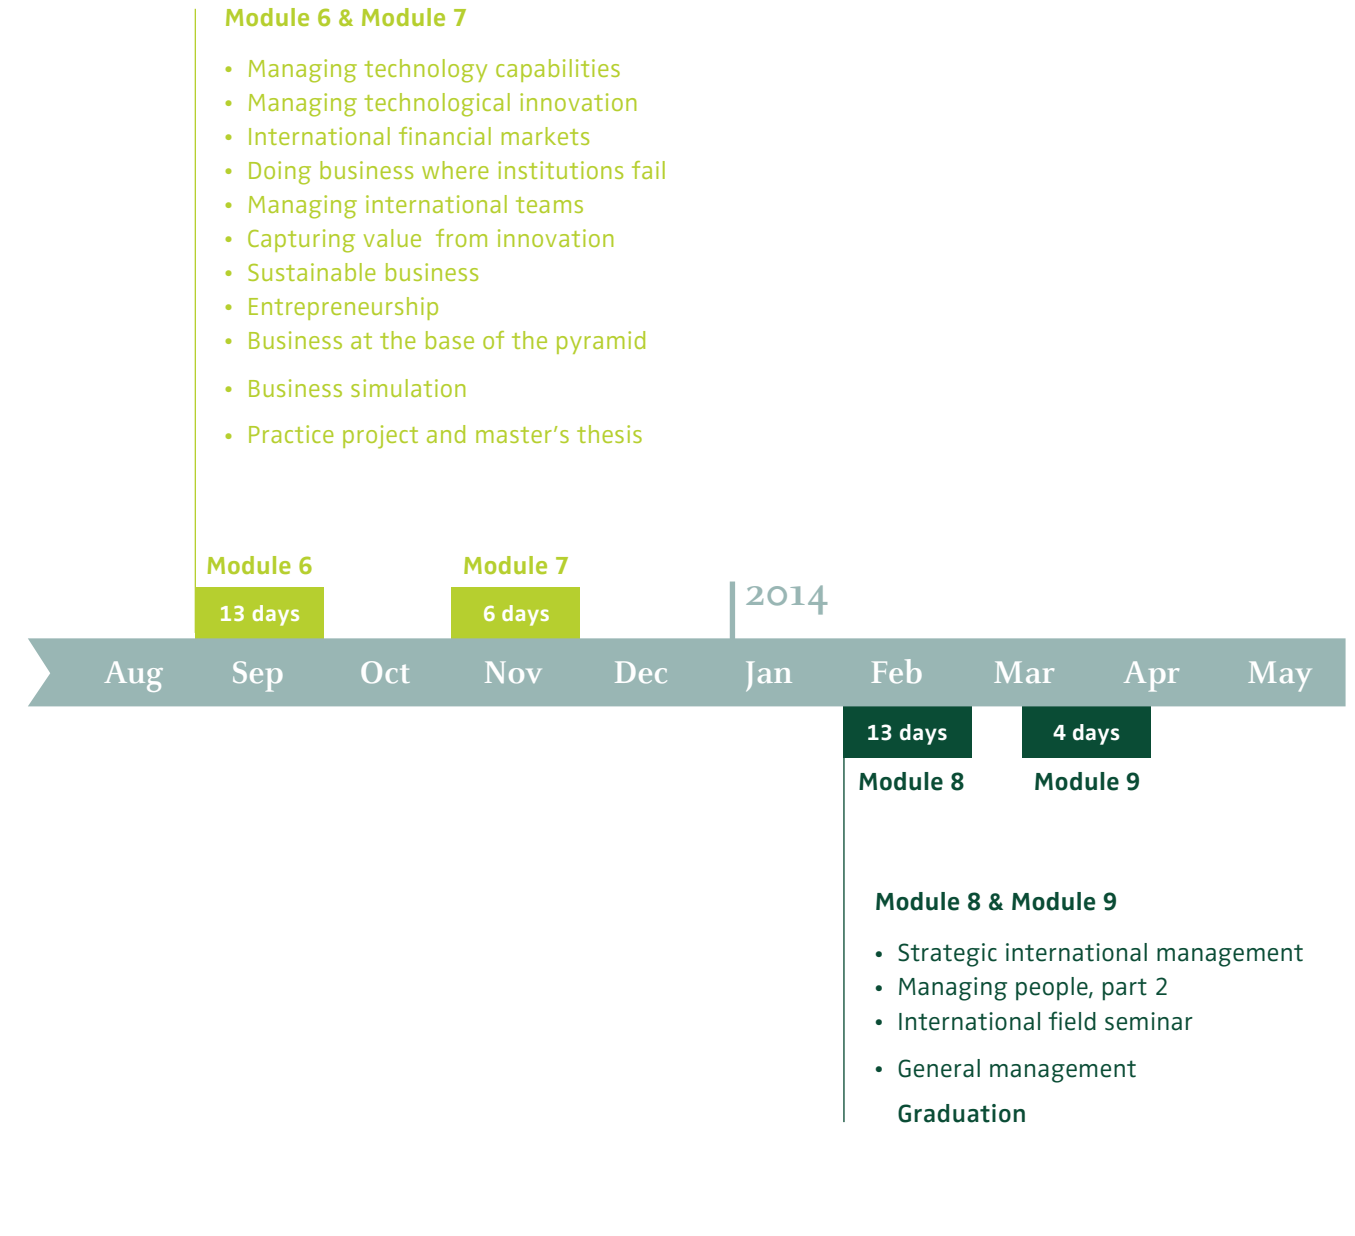 Module 6 & Module 7
• Managing technology capabilities
• Managing technological innovation
• International financial markets
• Doing business where institutions fail
• Managing international teams
• Capturing value from innovation
• Sustainable business
• Entrepreneurship
• Business at the base of the pyramid
• Business simulation
• Practice project and master's thesis
Module 6 Module 7
13 days 6 days 2014
Aug Sep Oct Nov Dec Jan Feb Mar Apr May
13 days 4 days
Module 8 Module 9
Module 8 & Module 9
• Strategic international management
• Managing people, part 2
• International field seminar
• General management
Graduation